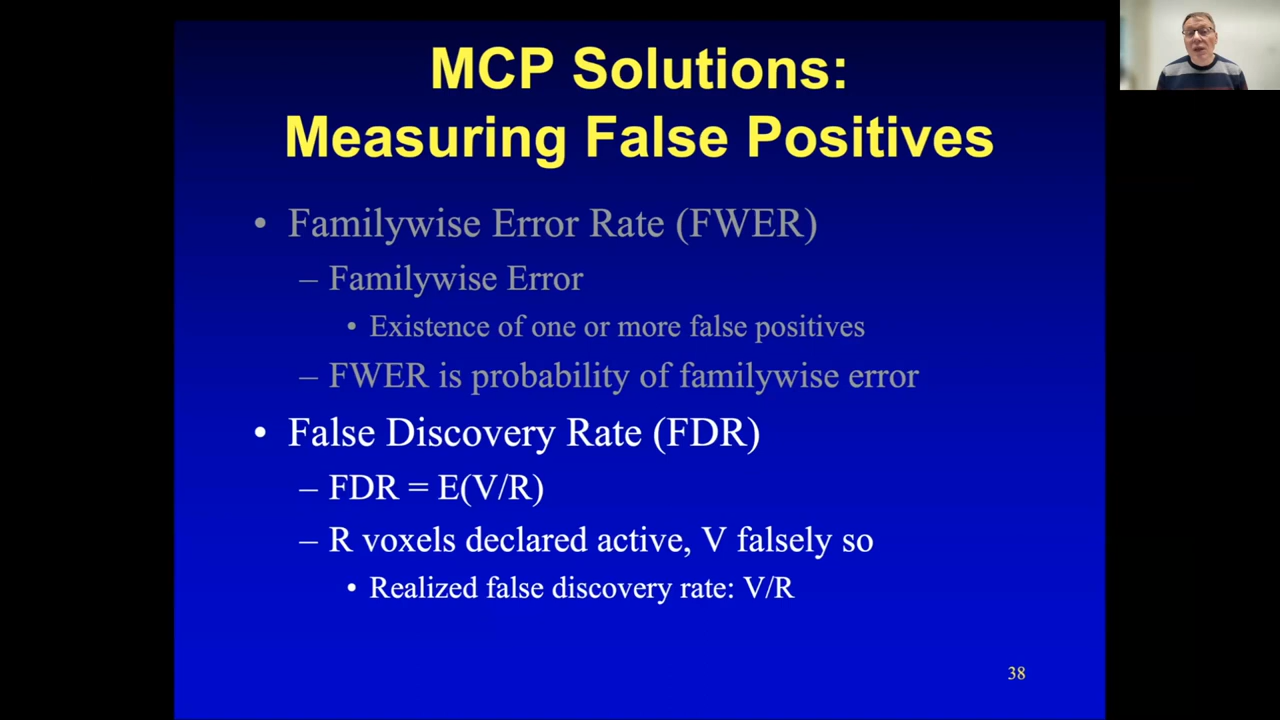 MCP Solutions:
Measuring False Positives
• Familywise Error Rate (FWER)
– Familywise Error
• Existence of one or more false positives
– FWER is probability of familywise error
• False Discovery Rate (FDR)
– FDR = E(V/R)
– R voxels declared active, V falsely so
• Realized false discovery rate: V/R
38